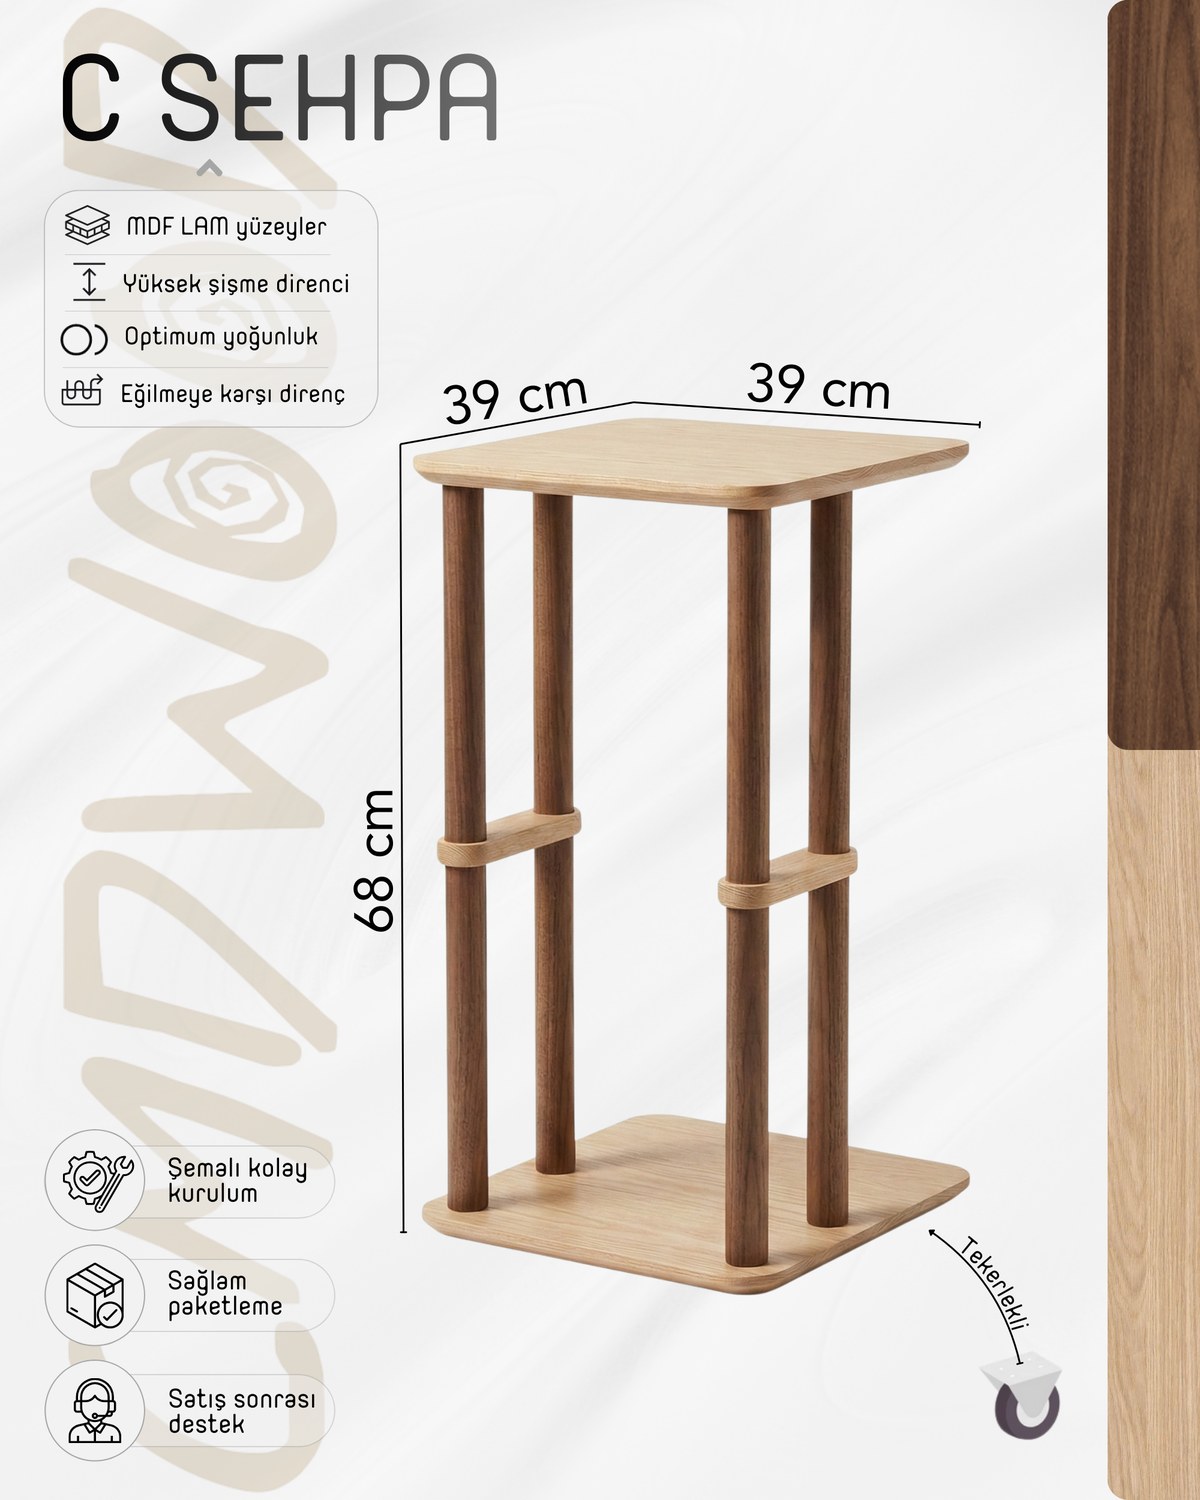 C SEHPA
MDF LAM yüzeyler
Yüksek şişme direnci
Optimum yoğunluk
Eğilmeye karşı direnç
39 cm
39 cm
68 cm
CMDWOOD
Şemalı kolay
kurulum
Sağlam
paketleme
Satış sonrası
destek
Tekerlekli